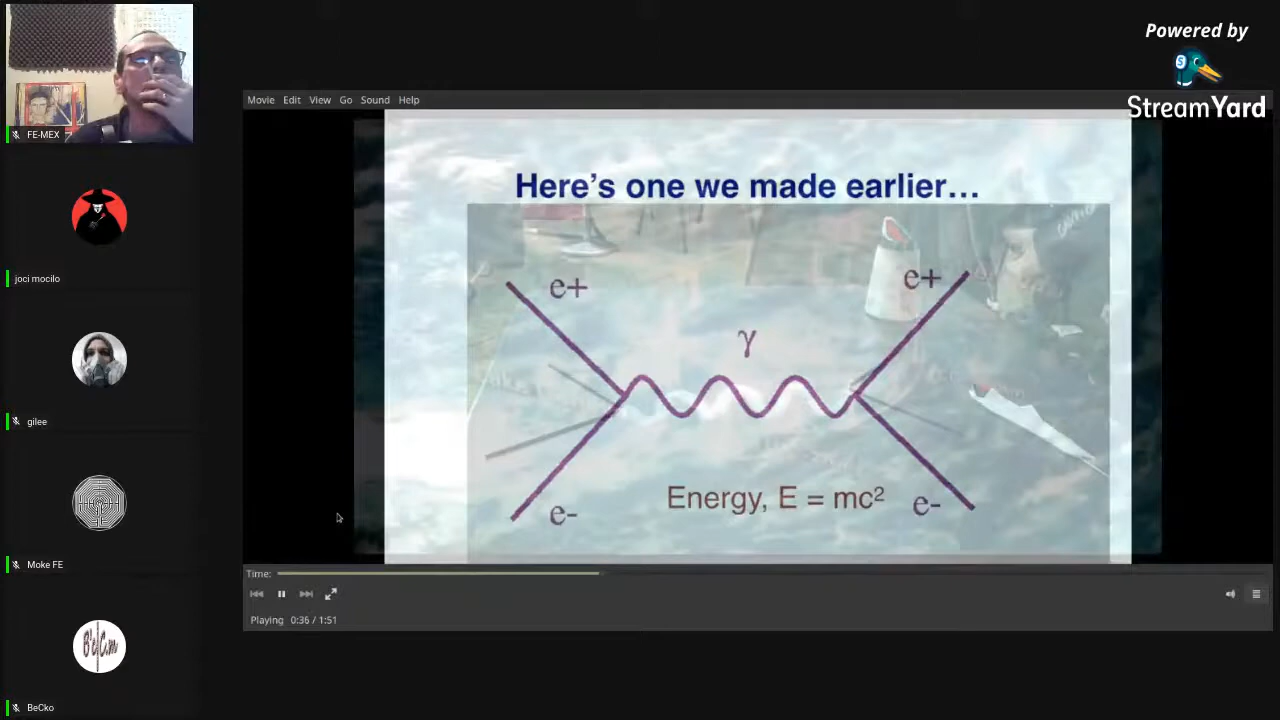 Powered by
StreamYard
Movie Edit View Go Sound Help
FE-MEX
Here's one we made earlier...
e+
e+
γ
joci mocilo
gilee
Energy, E = mc²
e-
e-
Moke FE
Time:
Playing 0:36 / 1:51
BeCko